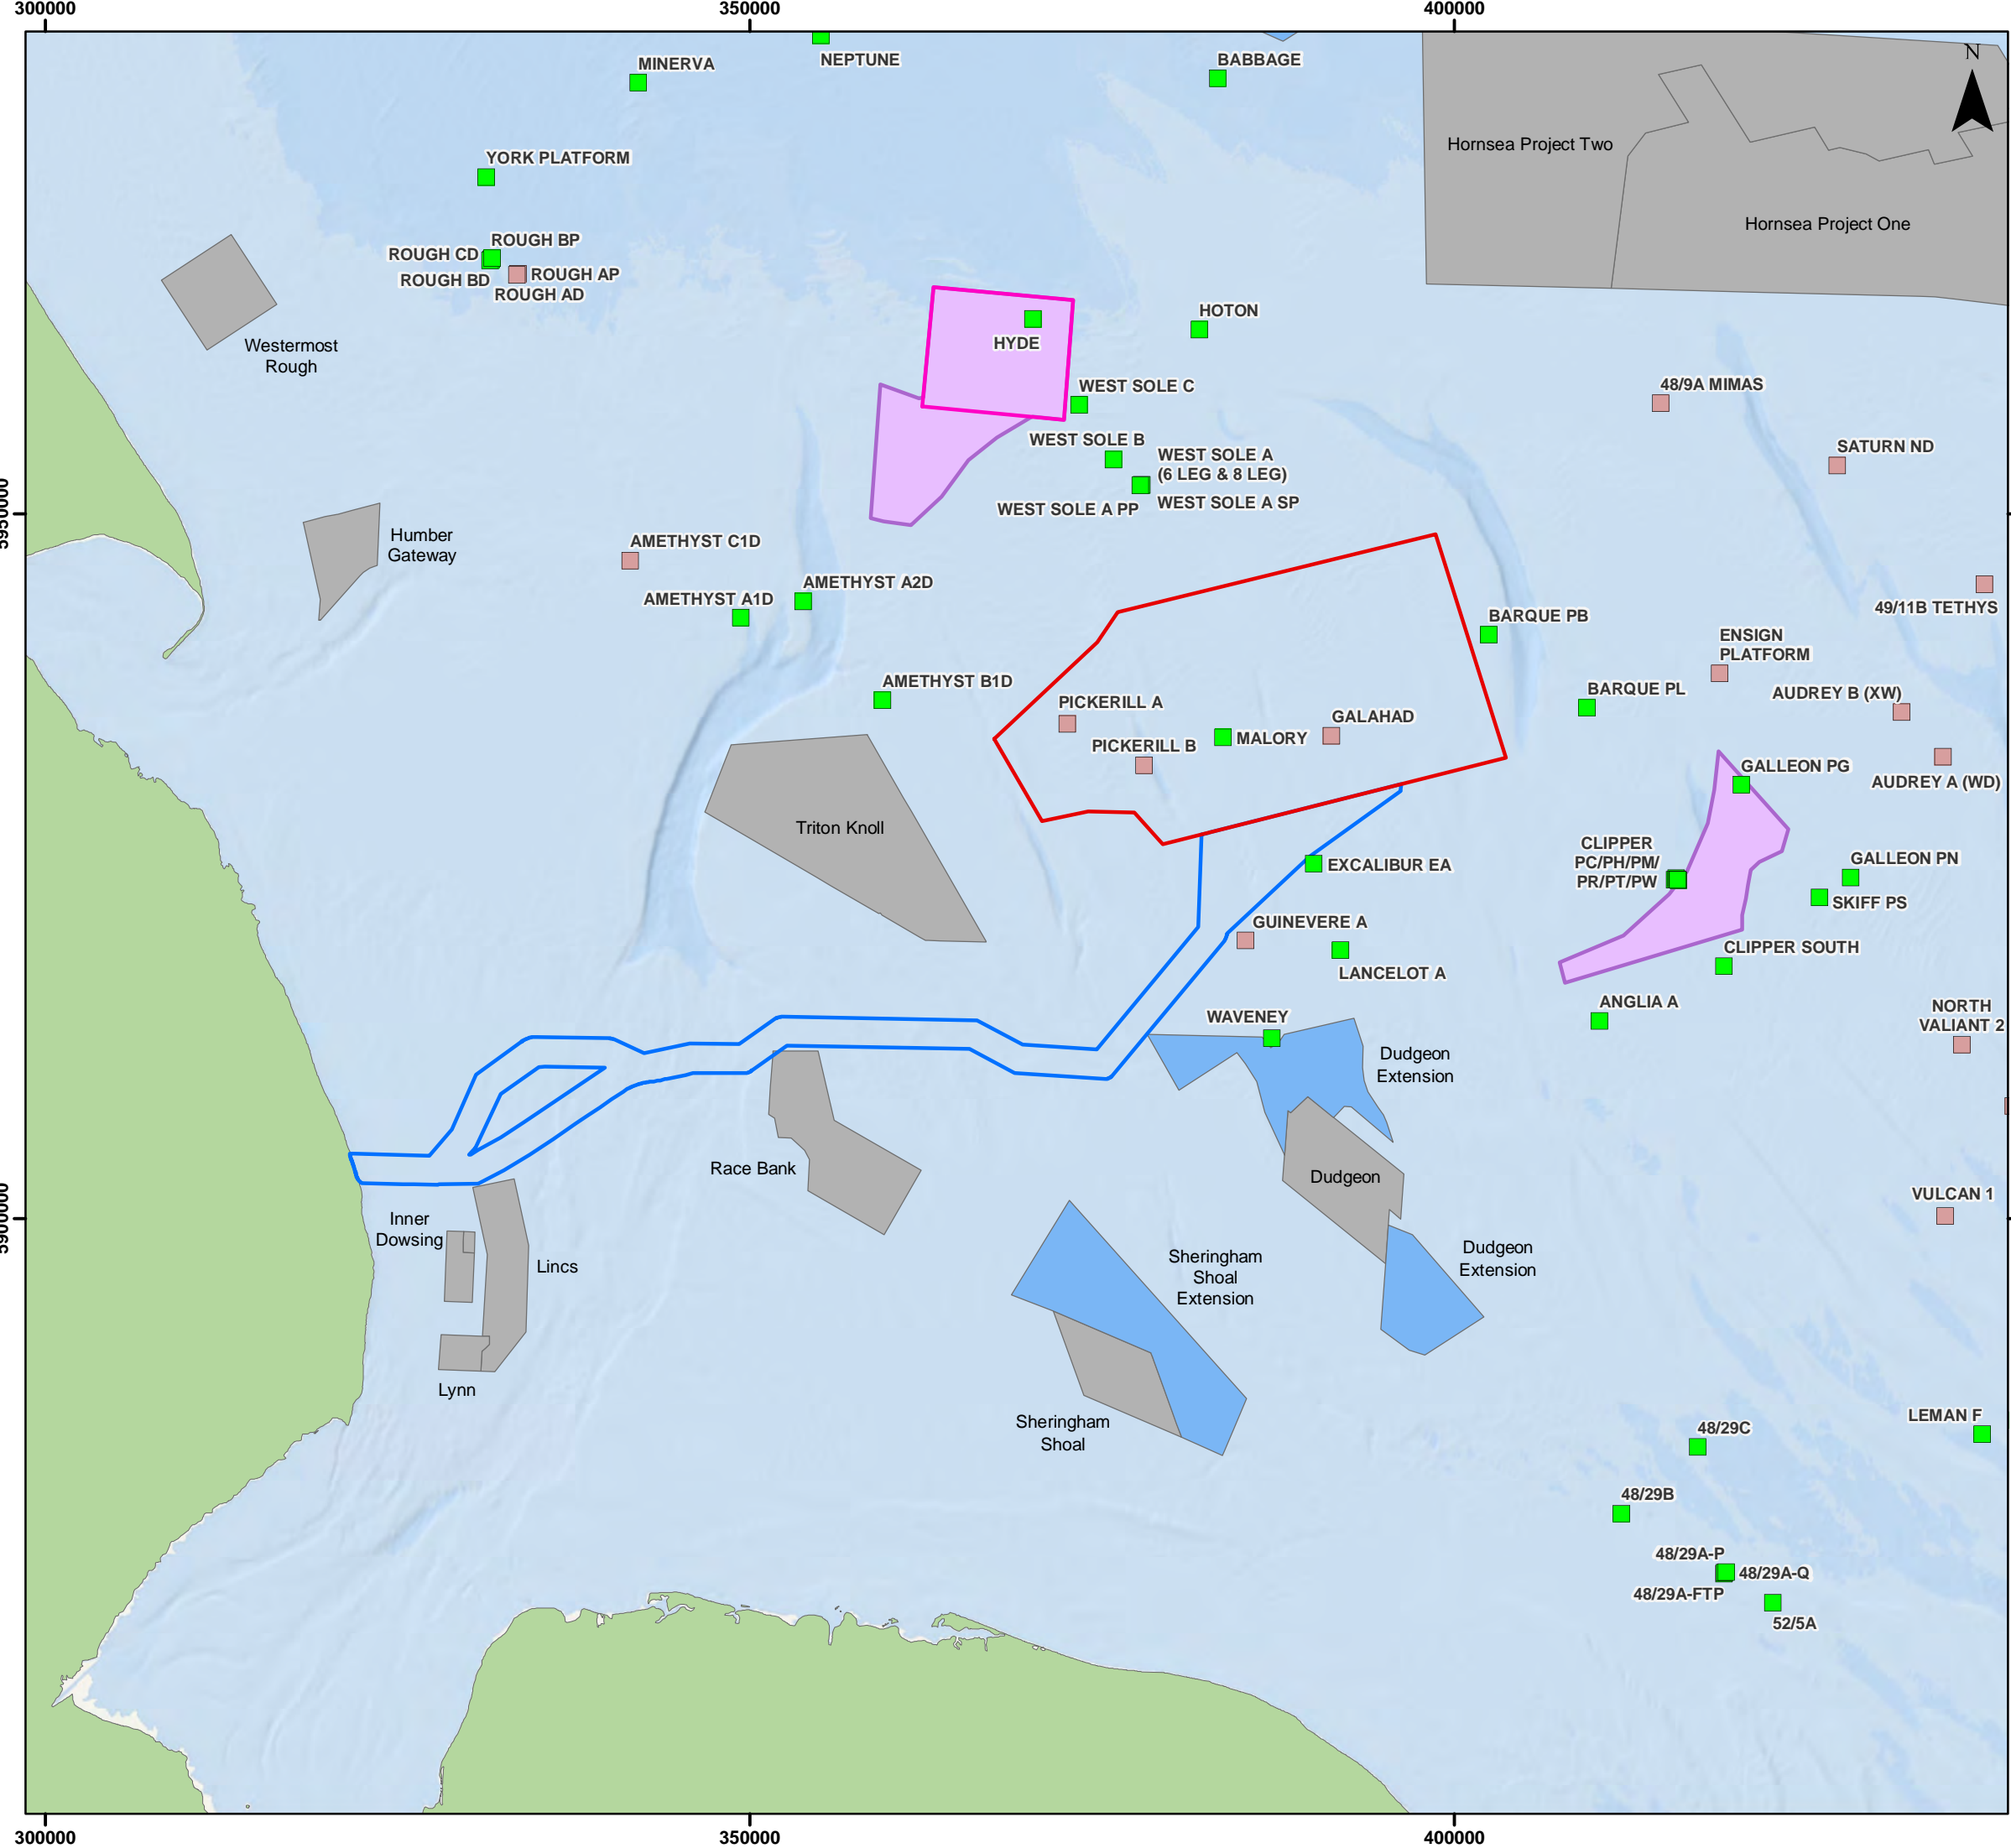 300000
350000
400000
N
NEPTUNE
MINERVA
BABBAGE
Hornsea Project Two
YORK PLATFORM
Hornsea Project One
ROUGH BP
ROUGH CD
ROUGH AP
ROUGH BD
ROUGH AD
HOTON
HYDE
Westermost
Rough
WEST SOLE C
48/9A MIMAS
WEST SOLE B
SATURN ND
WEST SOLE A
(6 LEG & 8 LEG)
WEST SOLE A SP
WEST SOLE A PP
Humber
Gateway
AMETHYST C1D
AMETHYST A2D
AMETHYST A1D
49/11B TETHYS
BARQUE PB
ENSIGN
PLATFORM
AMETHYST B1D
BARQUE PL
AUDREY B (XW)
PICKERILL A
GALAHAD
MALORY
PICKERILL B
GALLEON PG
AUDREY A (WD)
Triton Knoll
CLIPPER
PC/PH/PM/
PR/PT/PW
GALLEON PN
EXCALIBUR EA
SKIFF PS
GUINEVERE A
CLIPPER SOUTH
LANCELOT A
ANGLIA A
NORTH
VALIANT 2
WAVENEY
Dudgeon
Extension
Race Bank
Dudgeon
VULCAN 1
Inner
Dowsing
Lincs
Sheringham
Shoal
Extension
Dudgeon
Extension
Lynn
Sheringham
Shoal
LEMAN F
48/29C
48/29B
48/29A-P
48/29A-Q
48/29A-FTP
52/5A
300000
350000
400000